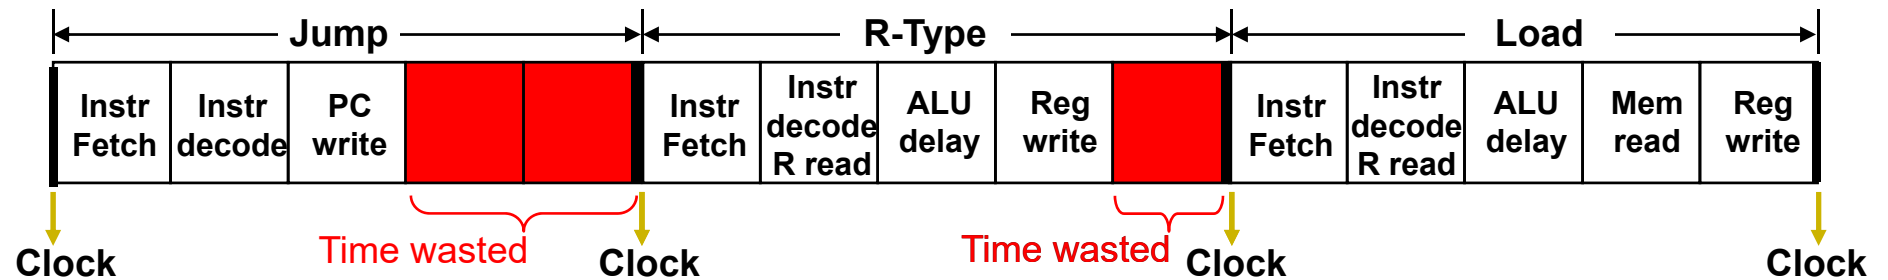 Jump
R-Type
Load
Instr
Fetch
Instr
decode
PC
write
Instr
Fetch
Instr
decode
R read
ALU
delay
Reg
write
Instr
Fetch
Instr
decode
R read
ALU
delay
Mem
read
Reg
write
Time wasted
Time wasted
Clock
Clock
Clock
Clock